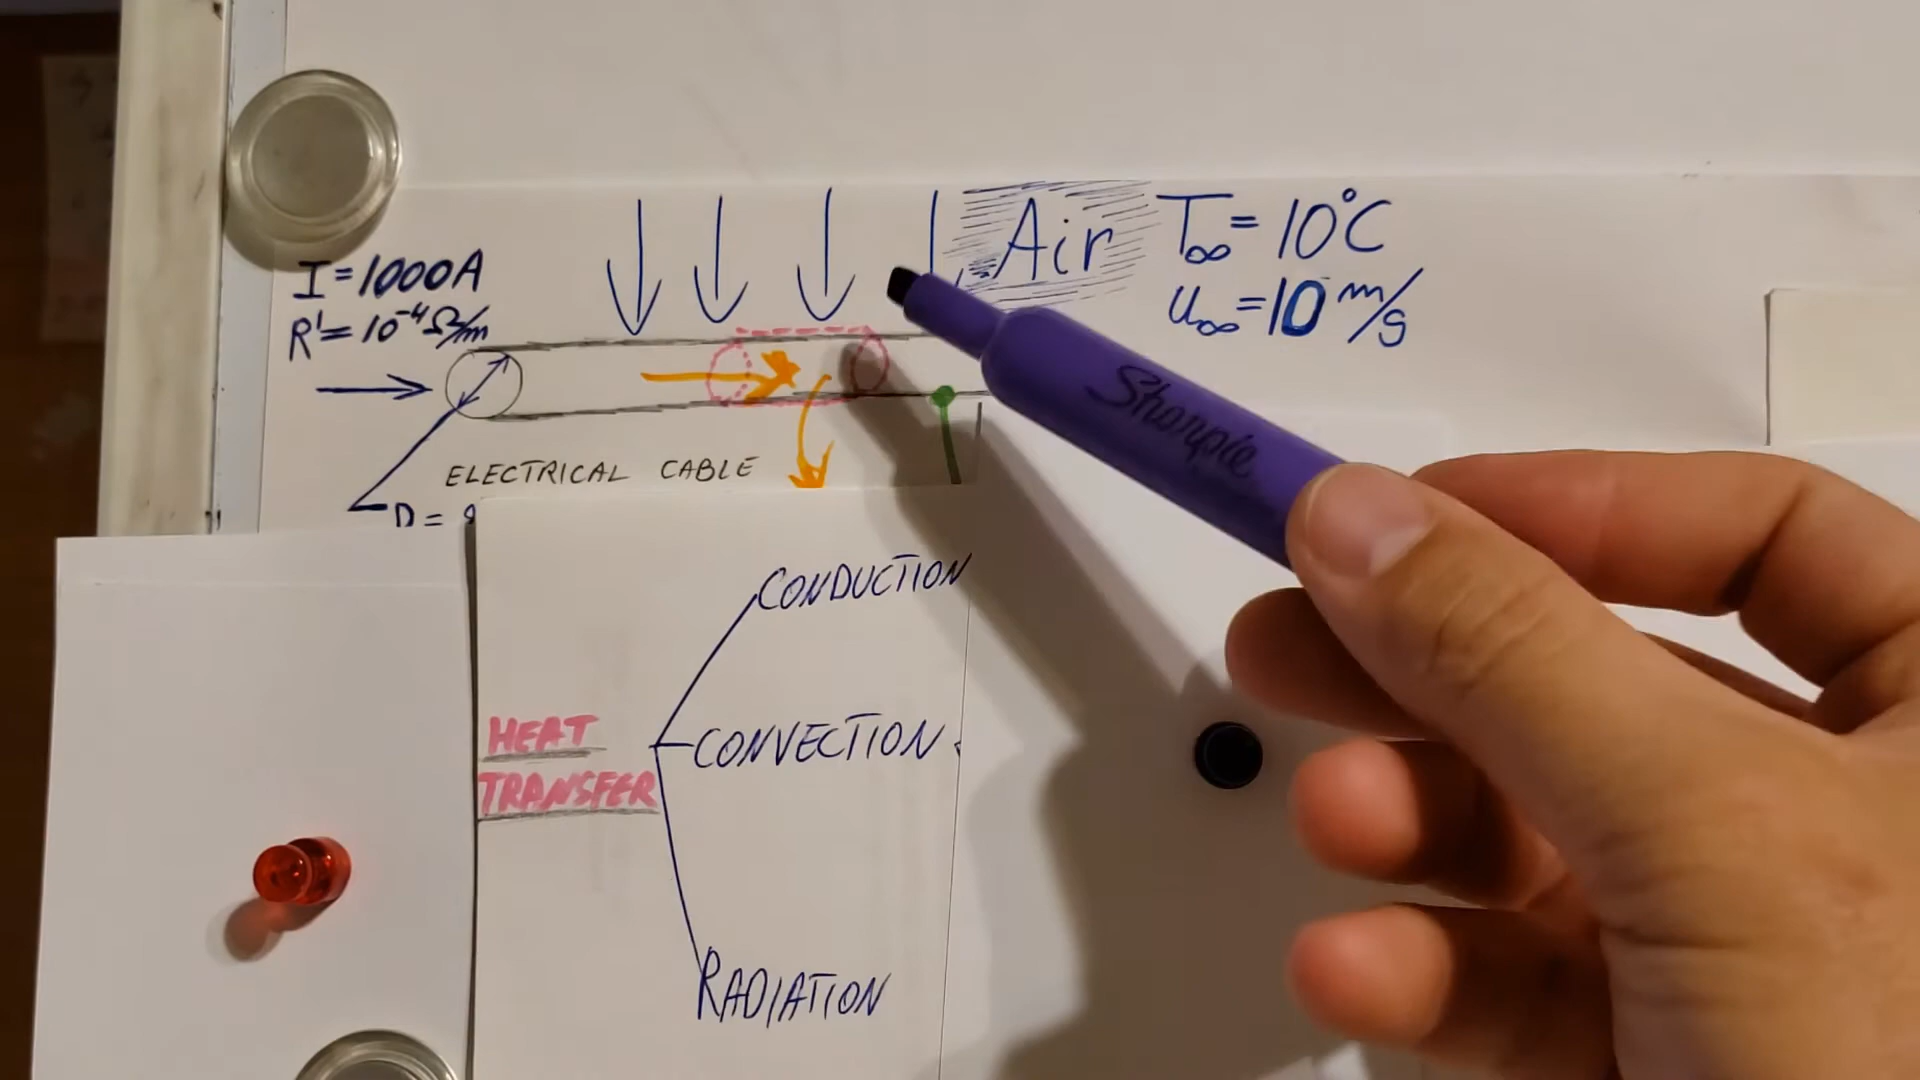 I = 1000A
R' = 10⁻⁴ Ω/m
Air
T∞ = 10°C
u∞ = 10 m/s
Sharpie
ELECTRICAL CABLE
D =
CONDUCTION
HEAT
TRANSFER
CONVECTION
RADIATION